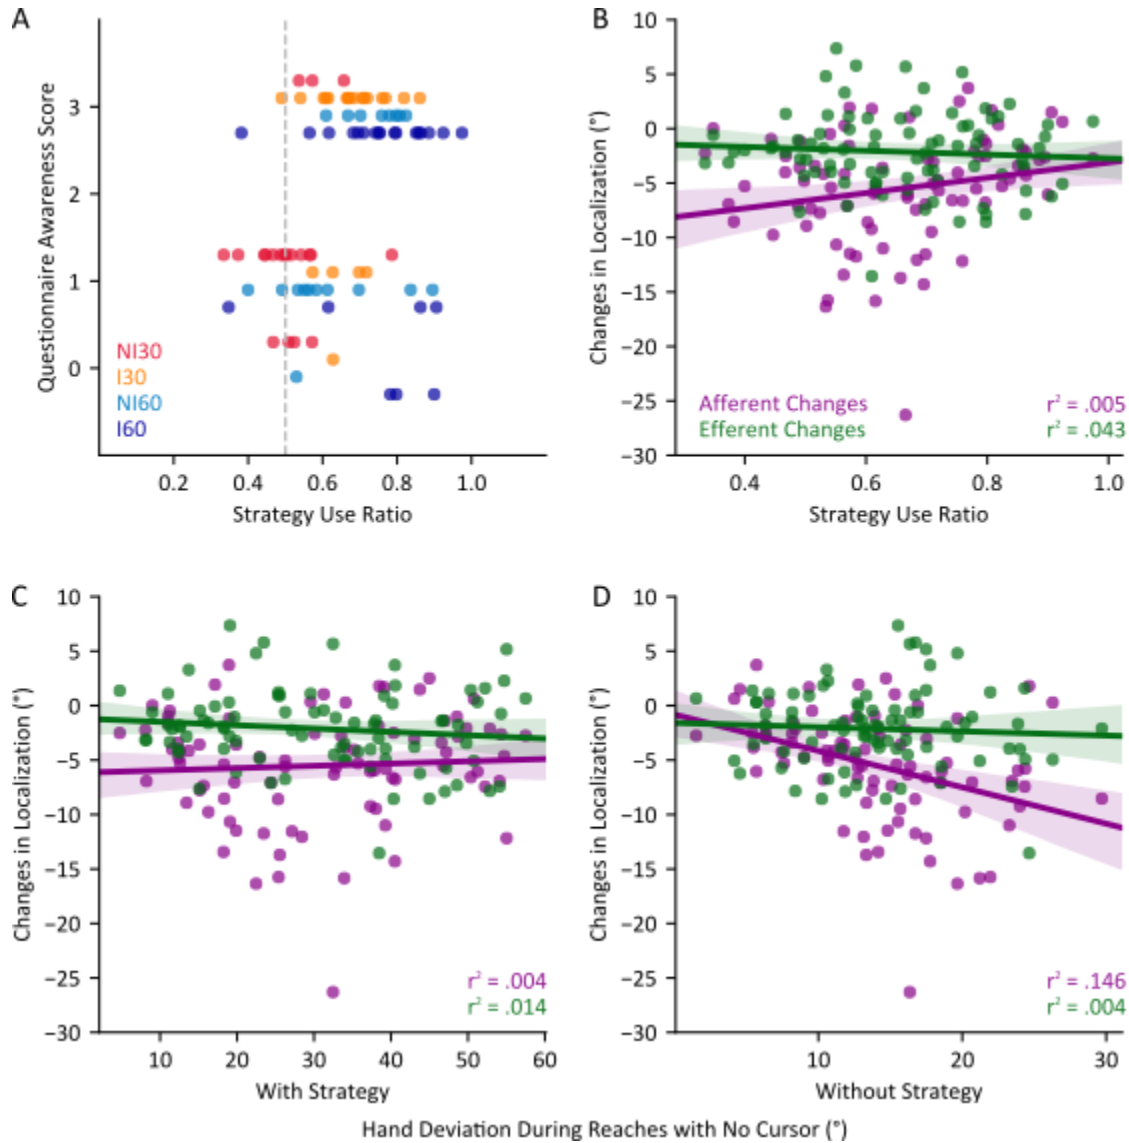 A
Questionnaire Awareness Score
3
2
1
0
NI30
I30
NI60
I60
0.2 0.4 0.6 0.8 1.0
Strategy Use Ratio
B
Changes in Localization (°)
10
5
0
−5
−10
−15
−20
−25
−30
Afferent Changes
Efferent Changes
r² = .005
r² = .043
0.4 0.6 0.8 1.0
Strategy Use Ratio
C
Changes in Localization (°)
10
5
0
−5
−10
−15
−20
−25
−30
r² = .004
r² = .014
10 20 30 40 50 60
With Strategy
D
Changes in Localization (°)
10
5
0
−5
−10
−15
−20
−25
−30
r² = .146
r² = .004
10 20 30
Without Strategy
Hand Deviation During Reaches with No Cursor (°)